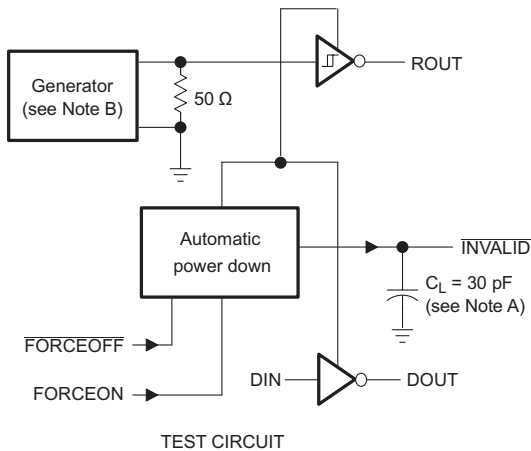 Generator
(see Note B)
50 Ω
ROUT
Automatic
power down
INVALID
C_L = 30 pF
(see Note A)
FORCEOFF
FORCEON
DIN
DOUT
TEST CIRCUIT